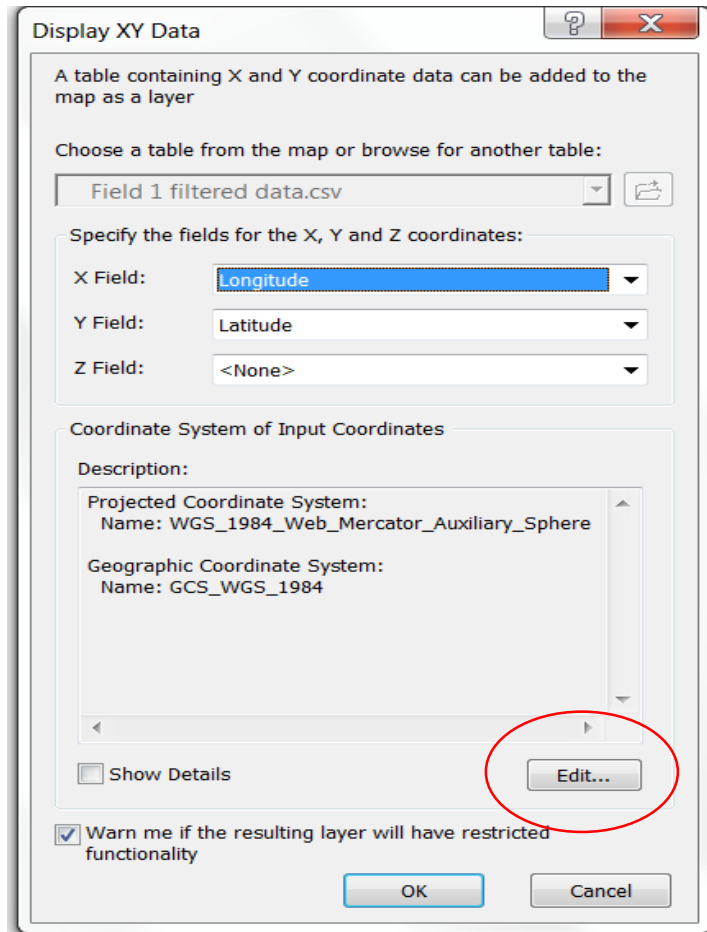 Display XY Data
A table containing X and Y coordinate data can be added to the
map as a layer
Choose a table from the map or browse for another table:
Field 1 filtered data.csv
Specify the fields for the X, Y and Z coordinates:
X Field: Longitude
Y Field: Latitude
Z Field: <None>
Coordinate System of Input Coordinates
Description:
Projected Coordinate System:
Name: WGS_1984_Web_Mercator_Auxiliary_Sphere
Geographic Coordinate System:
Name: GCS_WGS_1984
Show Details Edit...
Warn me if the resulting layer will have restricted
functionality
OK Cancel